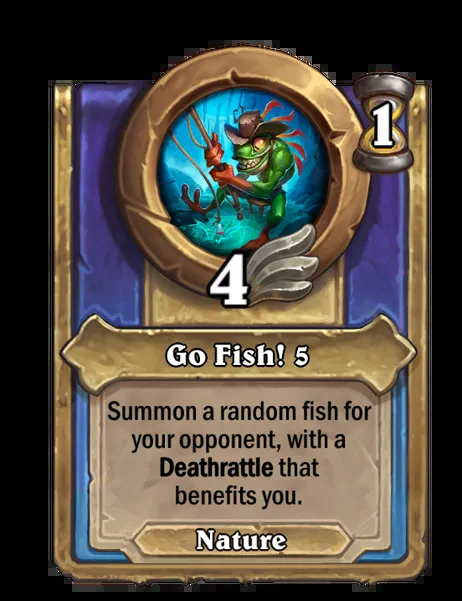 1
4
Go Fish! 5
Summon a random fish for
your opponent, with a
Deathrattle that
benefits you.
Nature